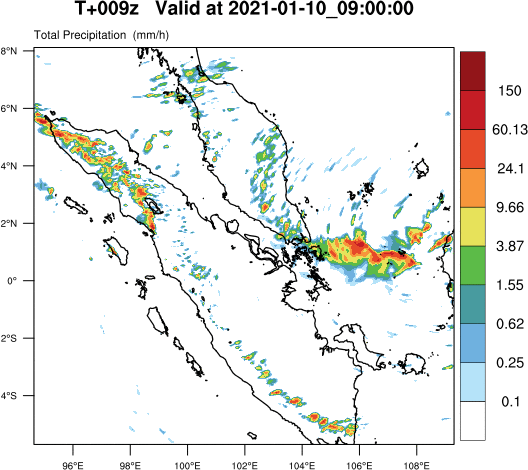 T+009z   Valid at 2021-01-10_09:00:00
Total Precipitation  (mm/h)
8°N
6°N
4°N
2°N
0°
2°S
4°S
96°E 98°E 100°E 102°E 104°E 106°E 108°E
150
60.13
24.1
9.66
3.87
1.55
0.62
0.25
0.1